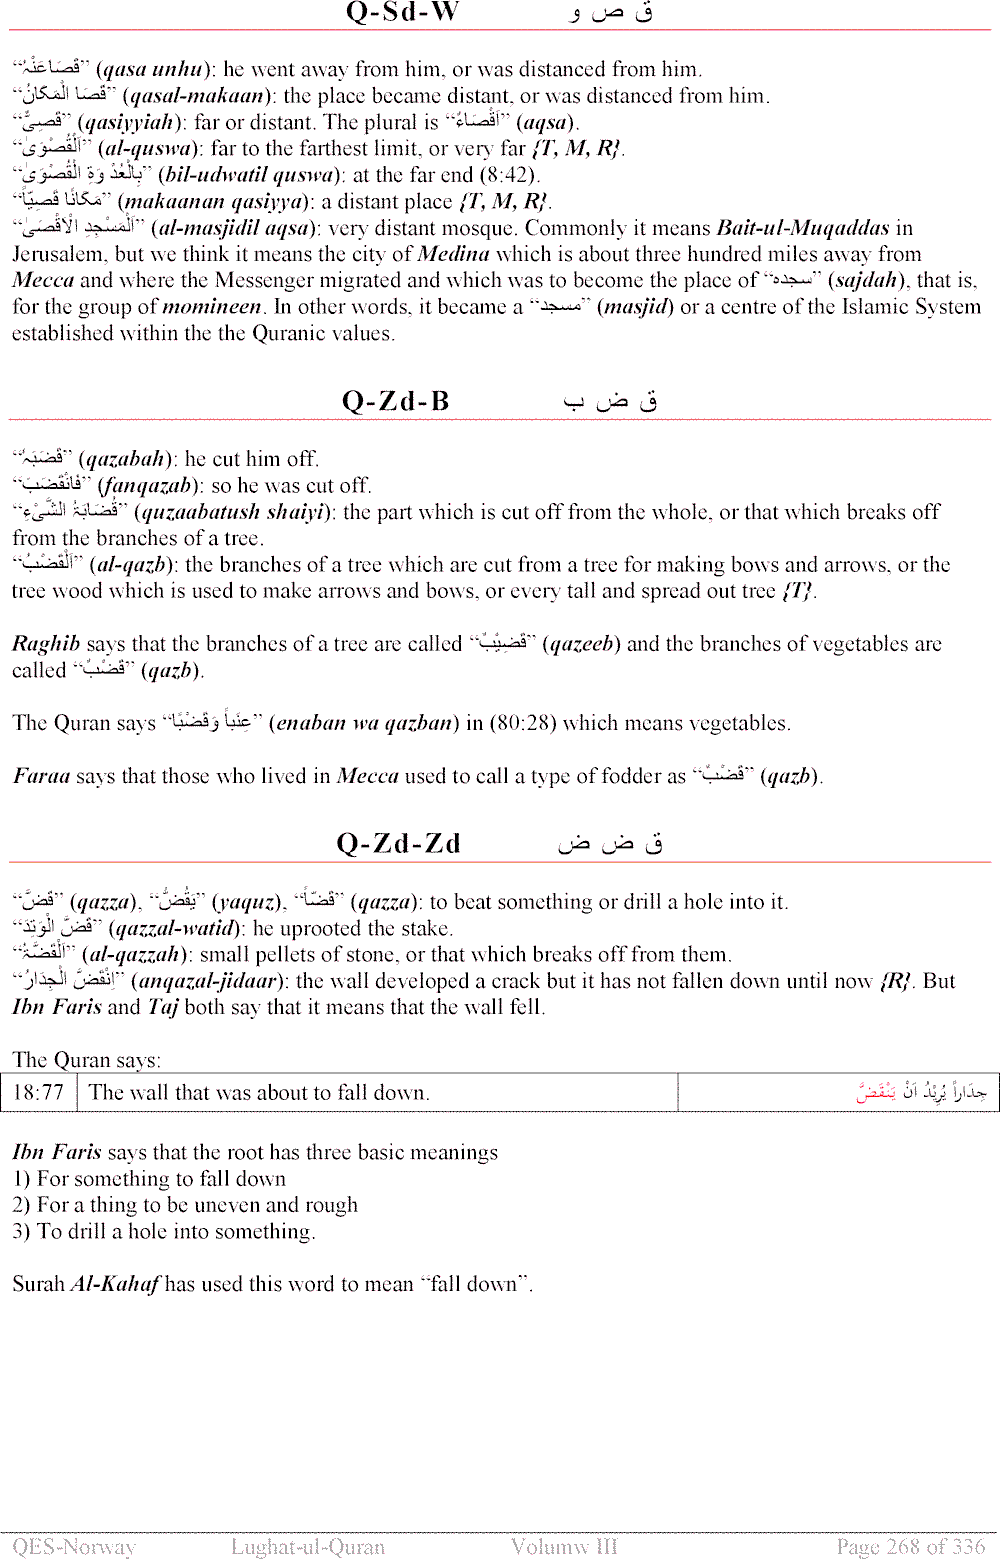 Q-Sd-W ق ص و
“قَصَاعَنْہُ” (qasa unhu): he went away from him, or was distanced from him.
“قَصَا الْمَکَانُ” (qasal-makaan): the place became distant, or was distanced from him.
“قَصِیٌّ” (qasiyyiah): far or distant. The plural is “اَقْصَاءٌ” (aqsa).
“اَلْقُصْوَیٰ” (al-quswa): far to the farthest limit, or very far {T, M, R}.
“بِالْعُدْ وَۃِ الْقُصْوَیٰ” (bil-udwatil quswa): at the far end (8:42).
“مَکَانًا قَصِیّاً” (makaanan qasiyya): a distant place {T, M, R}.
“اَلْمَسْجِدِ الْاَقْصَیٰ” (al-masjidil aqsa): very distant mosque. Commonly it means Bait-ul-Muqaddas in
Jerusalem, but we think it means the city of Medina which is about three hundred miles away from
Mecca and where the Messenger migrated and which was to become the place of “سجدہ” (sajdah), that is,
for the group of momineen. In other words, it became a “مسجد” (masjid) or a centre of the Islamic System
established within the the Quranic values.
Q-Zd-B ق ض ب
“قَضَبَہٗ” (qazabah): he cut him off.
“فَانْقَضَبَ” (fanqazab): so he was cut off.
“قُضَابَۃُ الشَّیْءِ” (quzaabatush shaiyi): the part which is cut off from the whole, or that which breaks off
from the branches of a tree.
“اَلْقَضْبُ” (al-qazb): the branches of a tree which are cut from a tree for making bows and arrows, or the
tree wood which is used to make arrows and bows, or every tall and spread out tree {T}.
Raghib says that the branches of a tree are called “قَضِیْبٌ” (qazeeb) and the branches of vegetables are
called “قَضْبٌ” (qazb).
The Quran says “عِنَباً وَقَضْبًا” (enaban wa qazban) in (80:28) which means vegetables.
Faraa says that those who lived in Mecca used to call a type of fodder as “قَضْبٌ” (qazb).
Q-Zd-Zd ق ض ض
“قَضَّ” (qazza), “یَقُضُّ” (yaquz), “قَضّاً” (qazza): to beat something or drill a hole into it.
“قَضَّ الْوَتِدَ” (qazzal-watid): he uprooted the stake.
“اَلْقَضَّۃُ” (al-qazzah): small pellets of stone, or that which breaks off from them.
“اِنْقَضَّ الْجِدَارُ” (anqazal-jidaar): the wall developed a crack but it has not fallen down until now {R}. But
Ibn Faris and Taj both say that it means that the wall fell.
The Quran says:
18:77 The wall that was about to fall down. جِدَاراً یُرِیْدُ اَنْ یَنْقَضَّ
Ibn Faris says that the root has three basic meanings
1) For something to fall down
2) For a thing to be uneven and rough
3) To drill a hole into something.
Surah Al-Kahaf has used this word to mean “fall down”.
QES-Norway Lughat-ul-Quran Volumw III Page 268 of 336